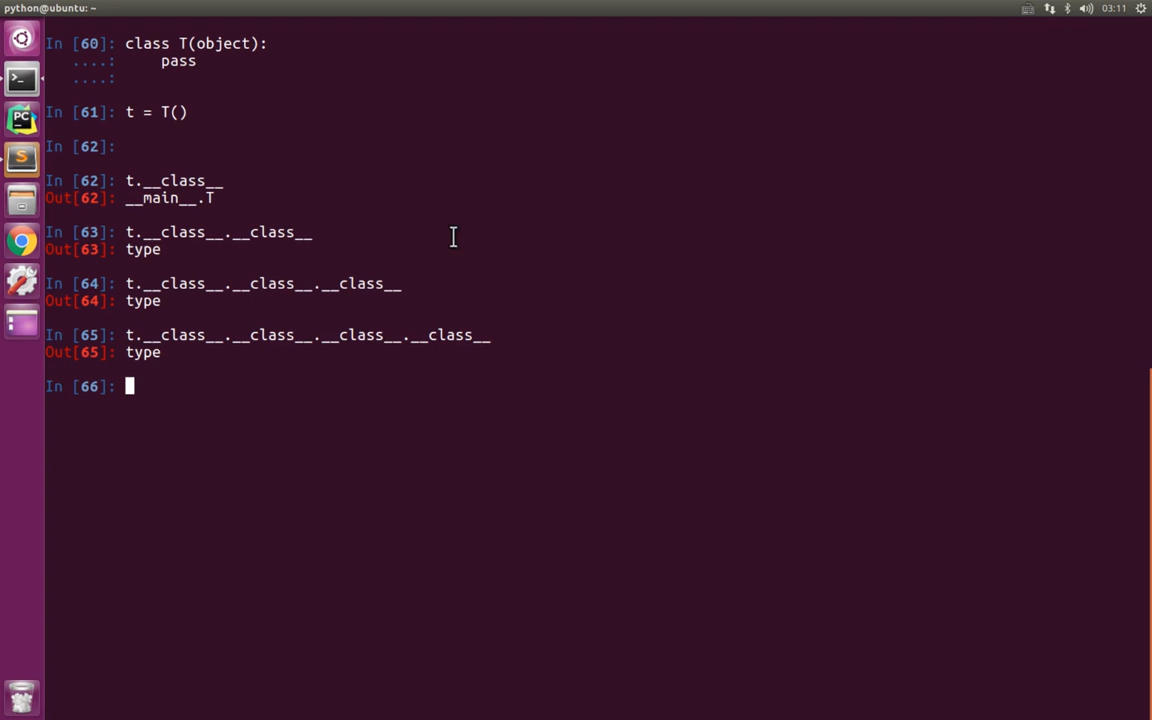 python@ubuntu: ~
03:11
In [60]: class T(object):
....:     pass
....:
In [61]: t = T()
In [62]:
In [62]: t.__class__
Out[62]: __main__.T
In [63]: t.__class__.__class__
Out[63]: type
In [64]: t.__class__.__class__.__class__
Out[64]: type
In [65]: t.__class__.__class__.__class__.__class__
Out[65]: type
In [66]:
PC
S